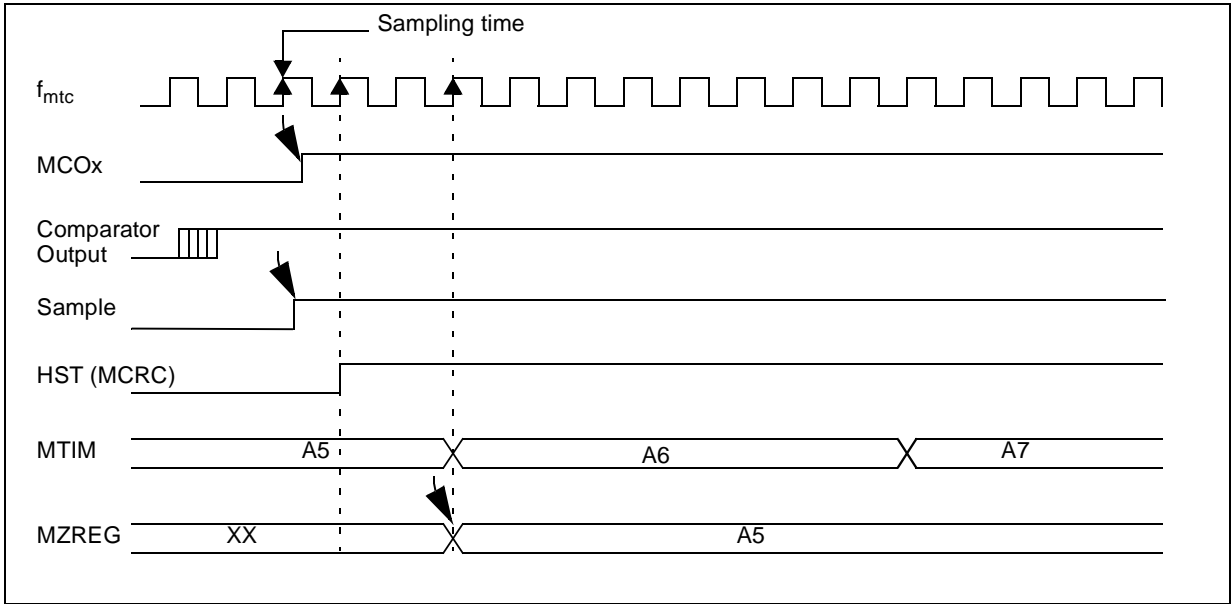 Sampling time
fmtc
MCOx
Comparator
Output
Sample
HST (MCRC)
MTIM A5 A6 A7
MZREG XX A5